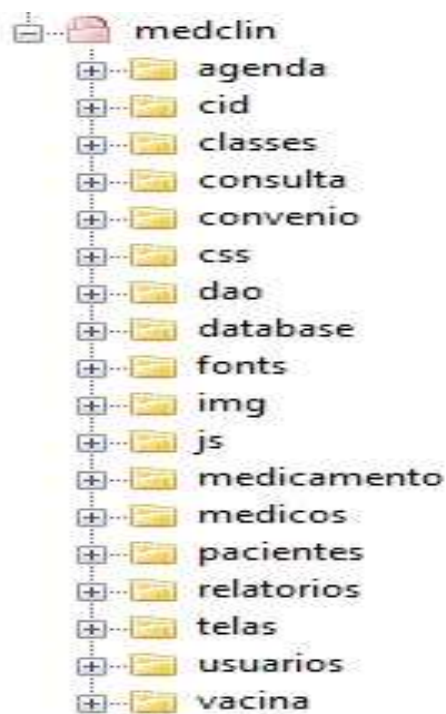 medclin
agenda
cid
classes
consulta
convenio
css
dao
database
fonts
img
js
medicamento
medicos
pacientes
relatorios
telas
usuarios
vacina